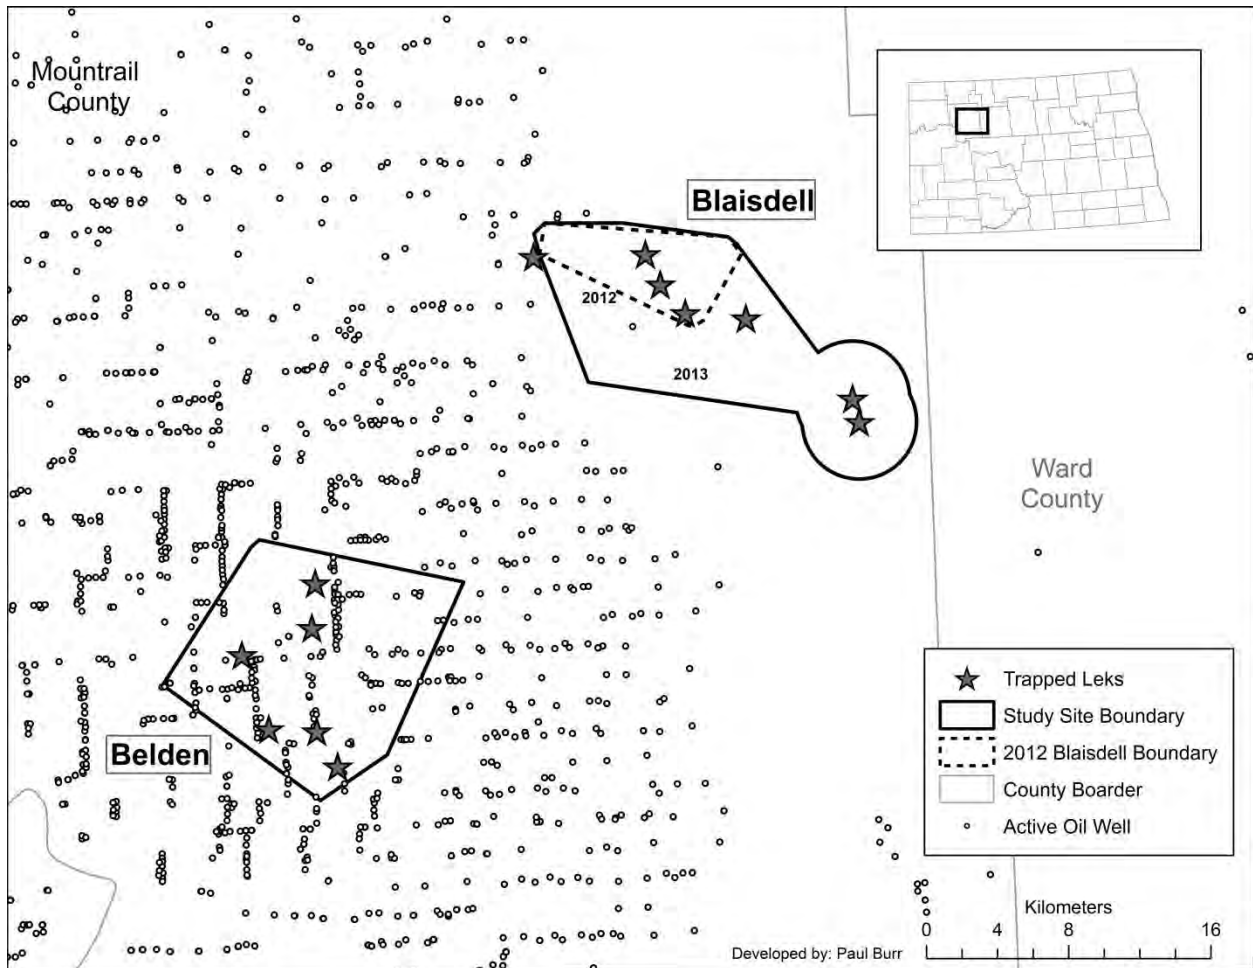 Mountrail
County
Blaisdell
2012
2013
Ward
County
Belden
Trapped Leks
Study Site Boundary
2012 Blaisdell Boundary
County Boarder
Active Oil Well
Kilometers
0 4 8 16
Developed by: Paul Burr